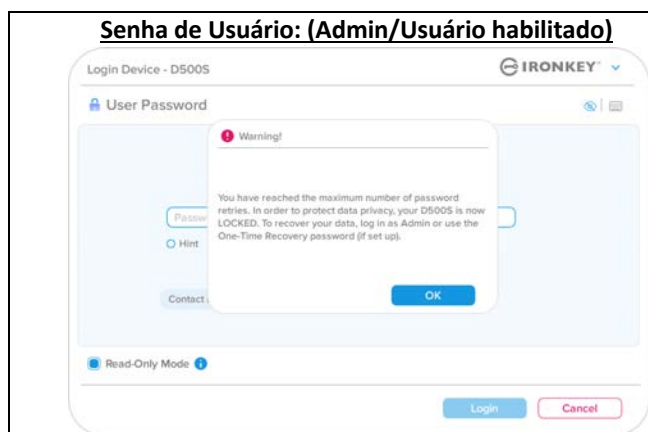 Senha de Usuário: (Admin/Usuário habilitado)
Login Device - D500S
IRONKEY
User Password
Warning!
You have reached the maximum number of password
retries. In order to protect data privacy, your D500S is now
LOCKED. To recover your data, log in as Admin or use the
One-Time Recovery password (if set up).
Passw
Hint
Contact
OK
Read-Only Mode
Login Cancel